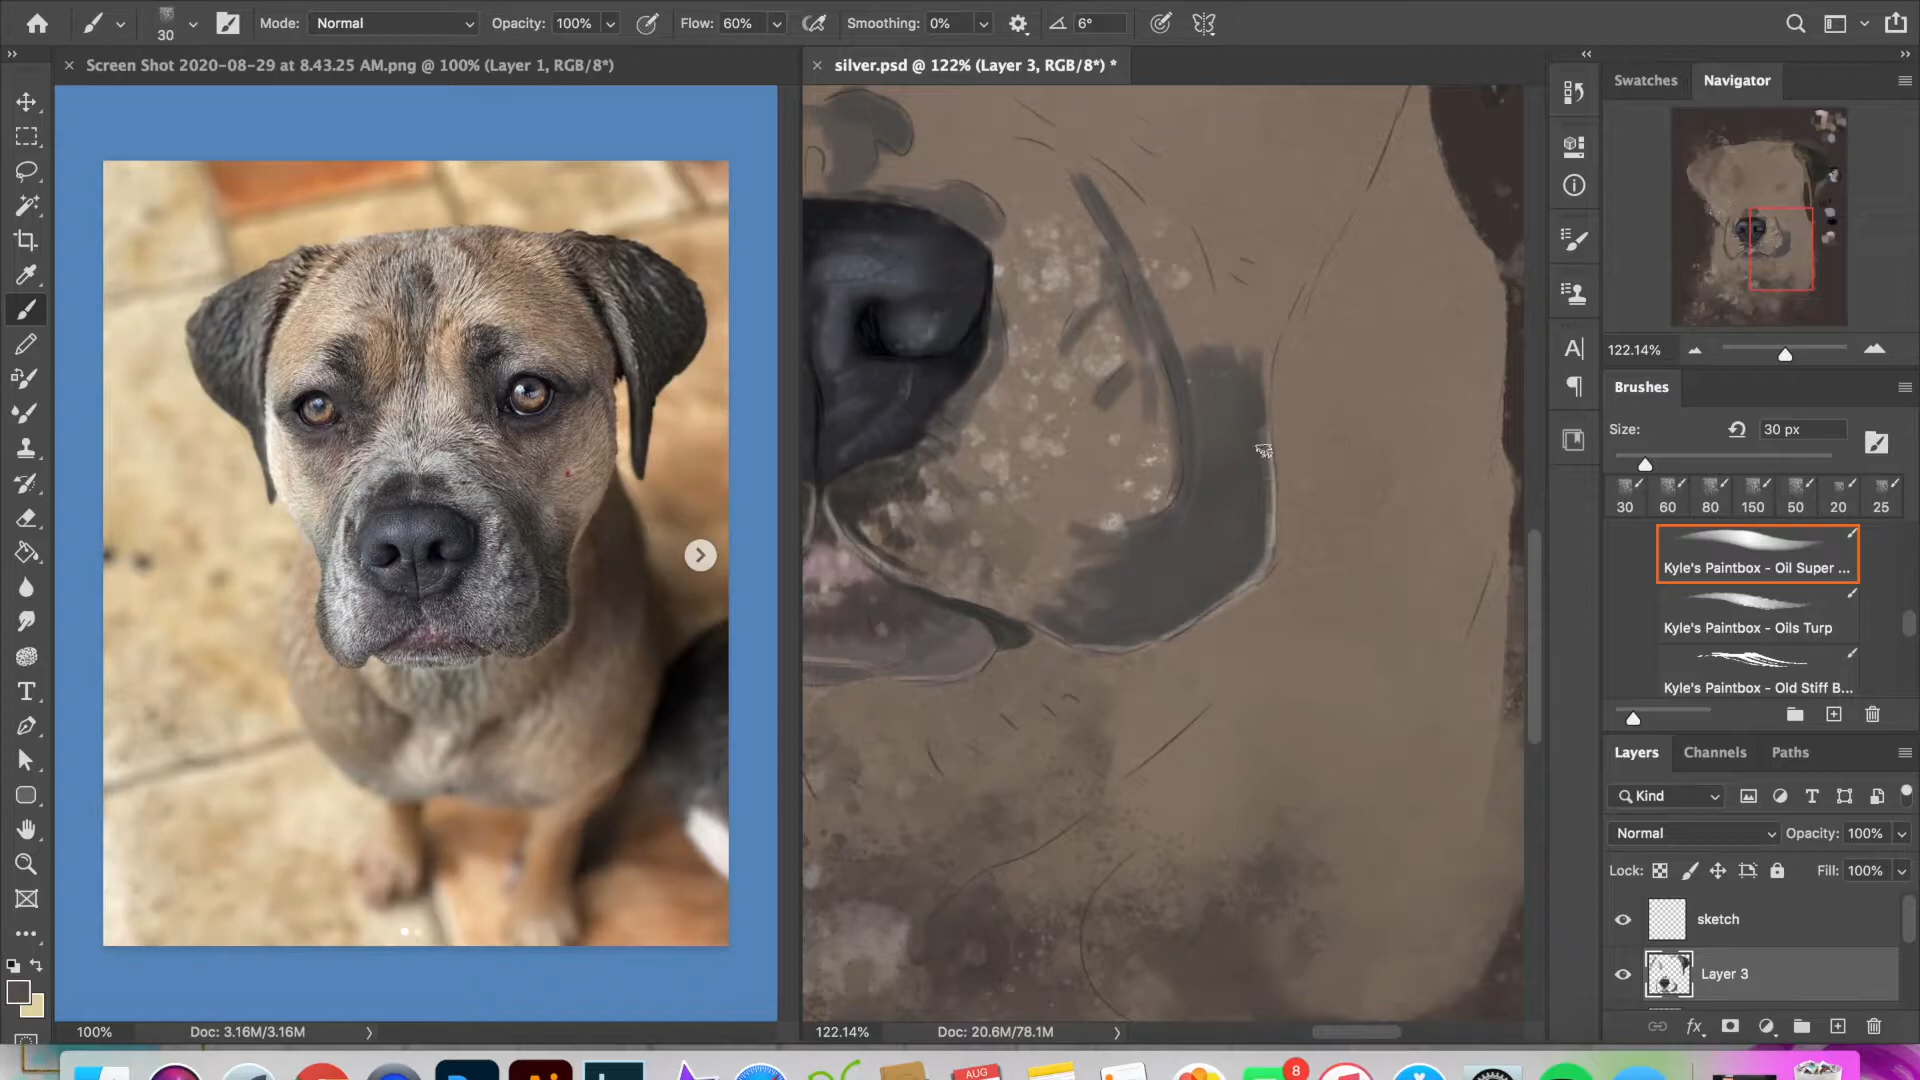 30
Mode: Normal
Opacity: 100%
Flow: 60%
Smoothing: 0%
6°
Screen Shot 2020-08-29 at 8.43.25 AM.png @ 100% (Layer 1, RGB/8*)
silver.psd @ 122% (Layer 3, RGB/8*) *
Swatches
Navigator
122.14%
Brushes
Size:
30 px
30 60 80 150 50 20 25
Kyle's Paintbox - Oil Super ...
Kyle's Paintbox - Oils Turp
Kyle's Paintbox - Old Stiff B...
Layers
Channels
Paths
Kind
Normal
Opacity: 100%
Lock:
Fill: 100%
sketch
Layer 3
fx
100%
Doc: 3.16M/3.16M
122.14%
Doc: 20.6M/78.1M
AUG
8